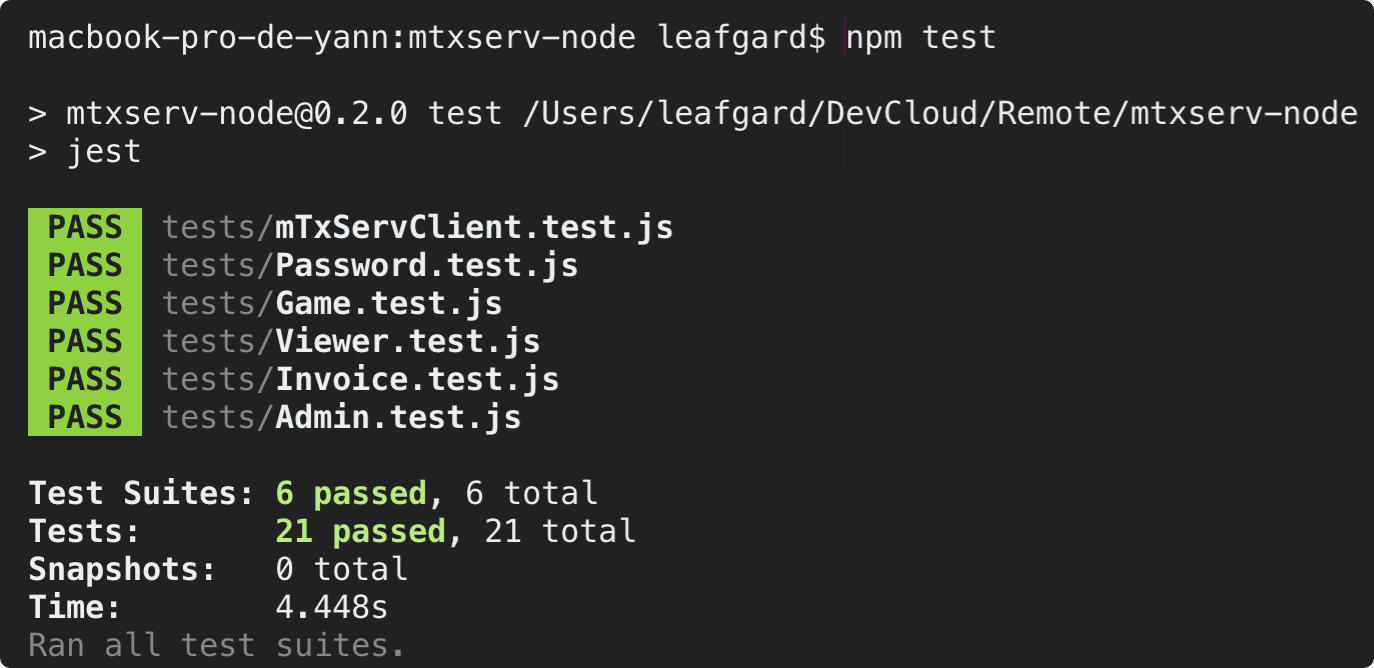 macbook-pro-de-yann:mtxserv-node leafgard$ npm test
> mtxserv-node@0.2.0 test /Users/leafgard/DevCloud/Remote/mtxserv-node
> jest
PASS tests/mTxServClient.test.js
PASS tests/Password.test.js
PASS tests/Game.test.js
PASS tests/Viewer.test.js
PASS tests/Invoice.test.js
PASS tests/Admin.test.js
Test Suites: 6 passed, 6 total
Tests: 21 passed, 21 total
Snapshots: 0 total
Time: 4.448s
Ran all test suites.